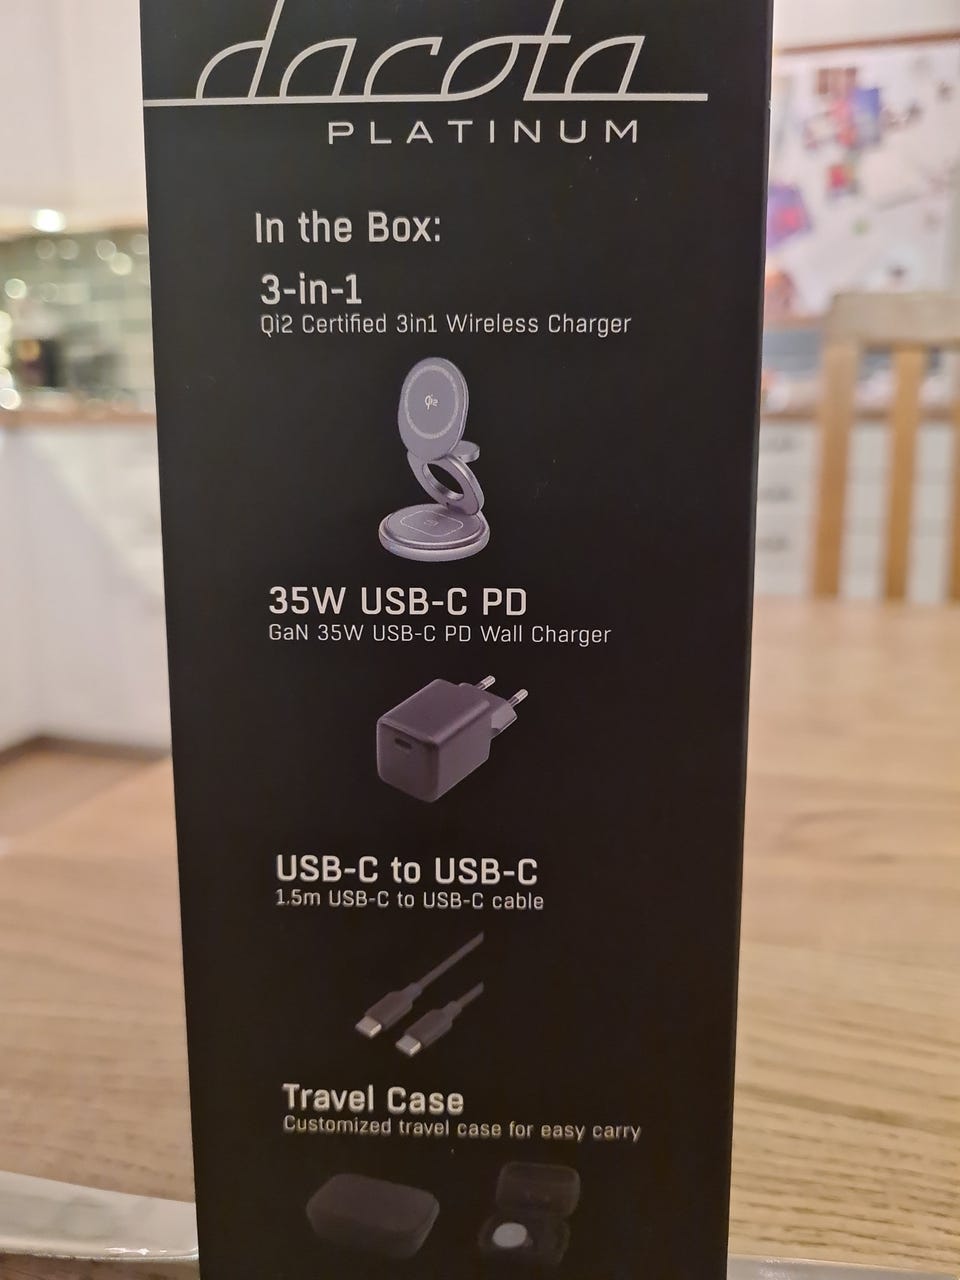 dacota
PLATINUM
In the Box:
3-in-1
Qi2 Certified 3in1 Wireless Charger
Qi2
35W USB-C PD
GaN 35W USB-C PD Wall Charger
USB-C to USB-C
1.5m USB-C to USB-C cable
Travel Case
Customized travel case for easy carry